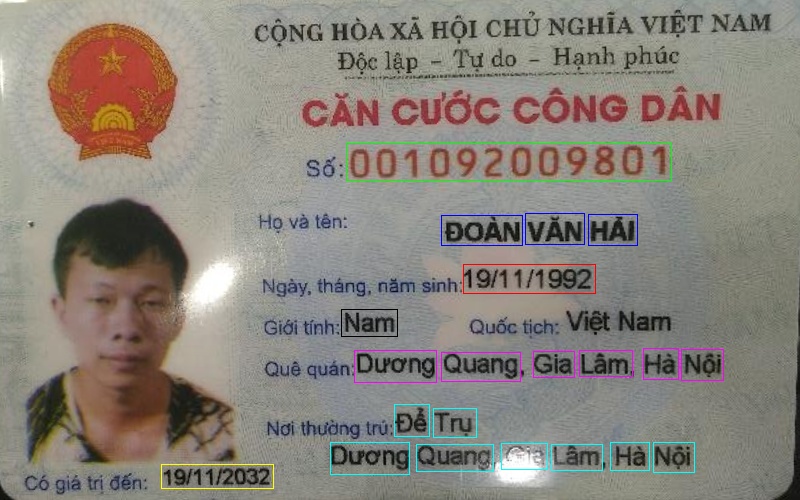 CỘNG HÒA XÃ HỘI CHỦ NGHĨA VIỆT NAM
Độc lập - Tự do - Hạnh phúc
CĂN CƯỚC CÔNG DÂN
Số: 001092009801
Họ và tên: ĐOÀN VĂN HẢI
Ngày, tháng, năm sinh: 19/11/1992
Giới tính: Nam Quốc tịch: Việt Nam
Quê quán: Dương Quang, Gia Lâm, Hà Nội
Nơi thường trú: Đề Trụ
Dương Quang, Gia Lâm, Hà Nội
Có giá trị đến: 19/11/2032